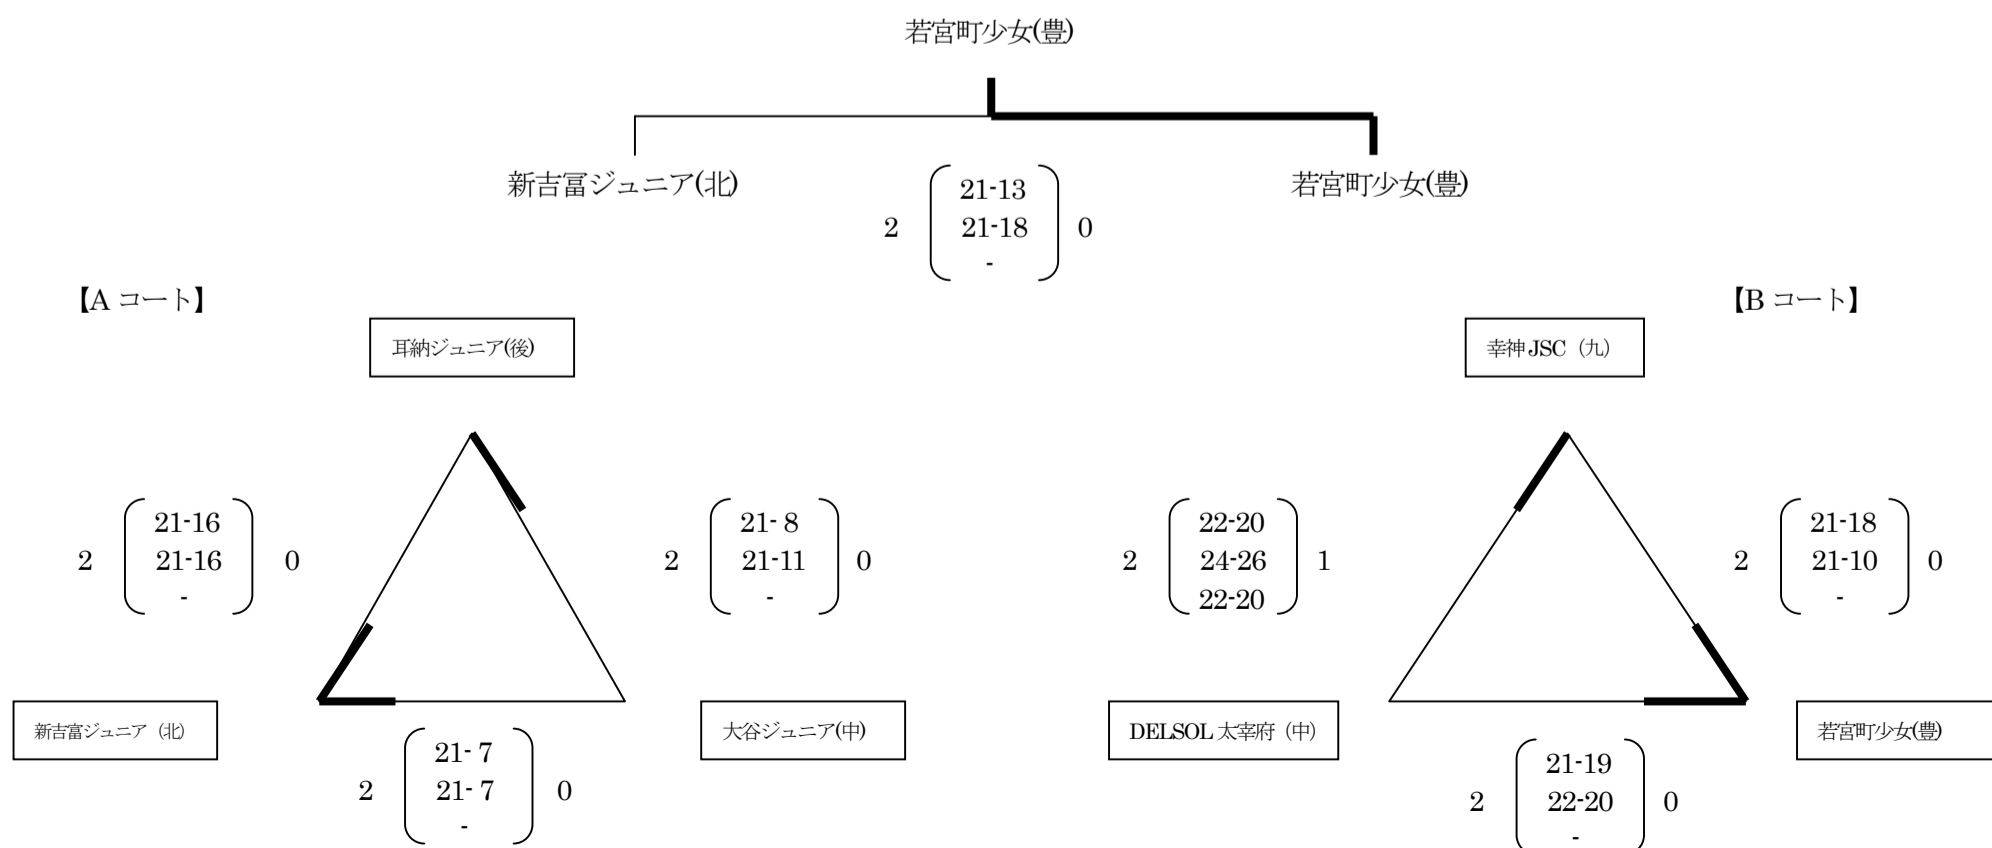 若宮町少女(豊)
新吉冨ジュニア(北)
若宮町少女(豊)
21-13
2 21-18 0
-
【A コート】
【B コート】
耳納ジュニア(後)
幸神 JSC（九）
21-16
2 21-16 0
-
21- 8
2 21-11 0
-
22-20
2 24-26 1
22-20
21-18
2 21-10 0
-
新吉富ジュニア（北）
大谷ジュニア(中)
DELSOL 太宰府（中）
若宮町少女(豊)
21- 7
2 21- 7 0
-
21-19
2 22-20 0
-